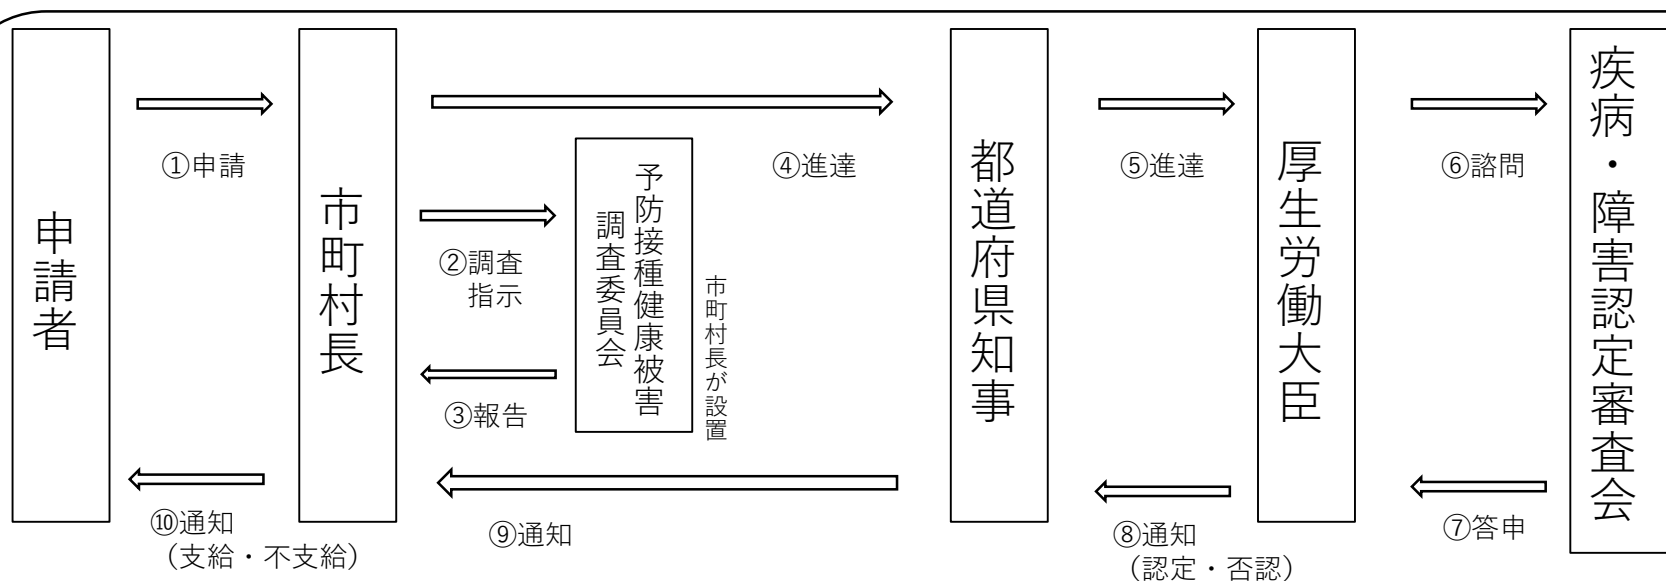 申請者
①申請
市町村長
②調査
指示
③報告
予防接種健康被害
調査委員会
市町村長が設置
④進達
都道府県知事
⑤進達
厚生労働大臣
⑥諮問
疾病・障害認定審査会
⑦答申
⑧通知
（認定・否認）
⑨通知
⑩通知
（支給・不支給）